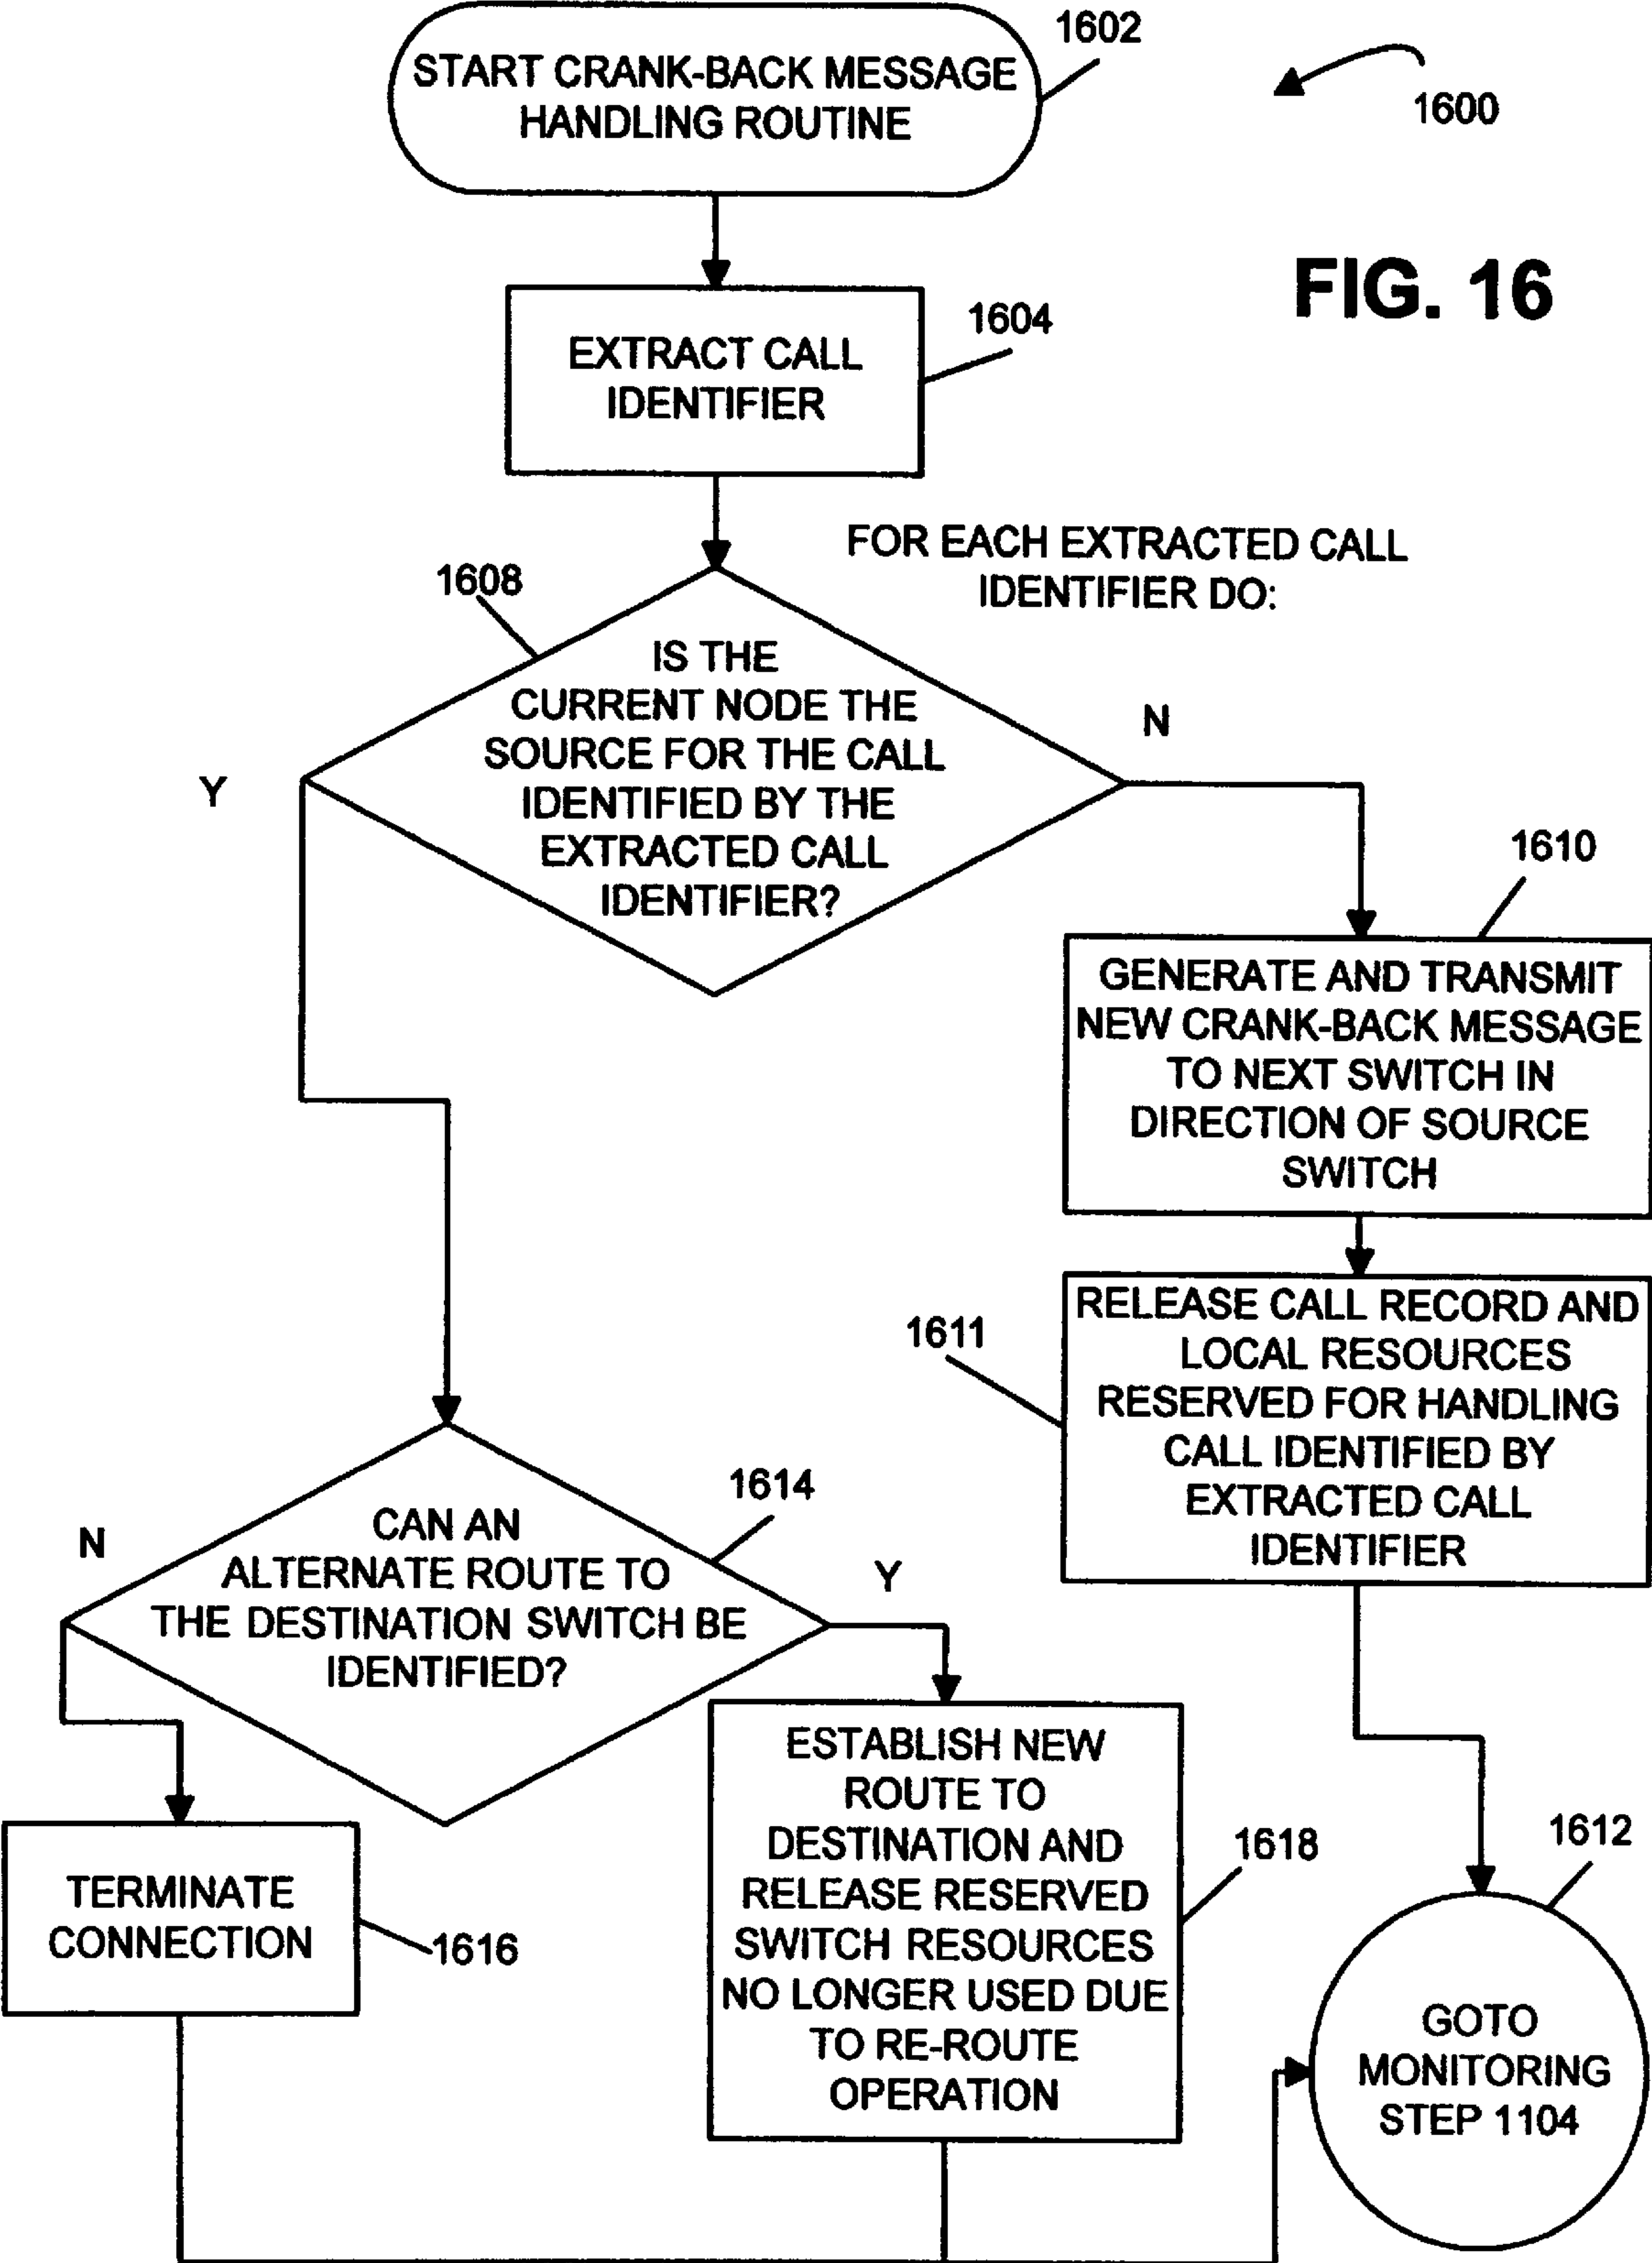 START CRANK-BACK MESSAGE
HANDLING ROUTINE
1602
1600
FIG. 16
EXTRACT CALL
IDENTIFIER
1604
FOR EACH EXTRACTED CALL
IDENTIFIER DO:
1608
IS THE
CURRENT NODE THE
SOURCE FOR THE CALL
IDENTIFIED BY THE
EXTRACTED CALL
IDENTIFIER?
Y
N
1610
GENERATE AND TRANSMIT
NEW CRANK-BACK MESSAGE
TO NEXT SWITCH IN
DIRECTION OF SOURCE
SWITCH
1611
RELEASE CALL RECORD AND
LOCAL RESOURCES
RESERVED FOR HANDLING
CALL IDENTIFIED BY
EXTRACTED CALL
IDENTIFIER
1614
CAN AN
ALTERNATE ROUTE TO
THE DESTINATION SWITCH BE
IDENTIFIED?
N
Y
TERMINATE
CONNECTION
1616
ESTABLISH NEW
ROUTE TO
DESTINATION AND
RELEASE RESERVED
SWITCH RESOURCES
NO LONGER USED DUE
TO RE-ROUTE
OPERATION
1618
1612
GOTO
MONITORING
STEP 1104